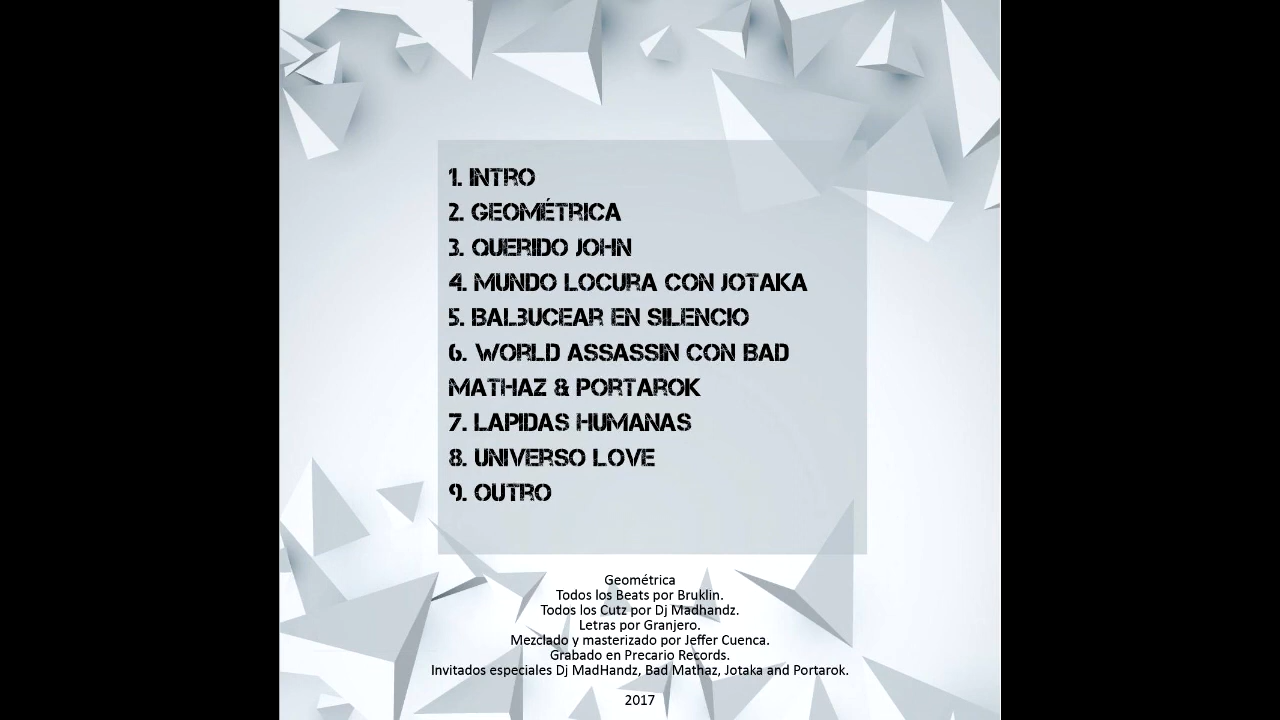 1. INTRO
2. GEOMÉTRICA
3. QUERIDO JOHN
4. MUNDO LOCURA CON JOTAKA
5. BALBUCEAR EN SILENCIO
6. WORLD ASSASSIN CON BAD
MATHAZ & PORTAROK
7. LAPIDAS HUMANAS
8. UNIVERSO LOVE
9. OUTRO
Geométrica
Todos los Beats por Bruklin.
Todos los Cutz por Dj Madhandz.
Letras por Granjero.
Mezclado y masterizado por Jeffer Cuenca.
Grabado en Precario Records.
Invitados especiales Dj MadHandz, Bad Mathaz, Jotaka and Portarok.
2017